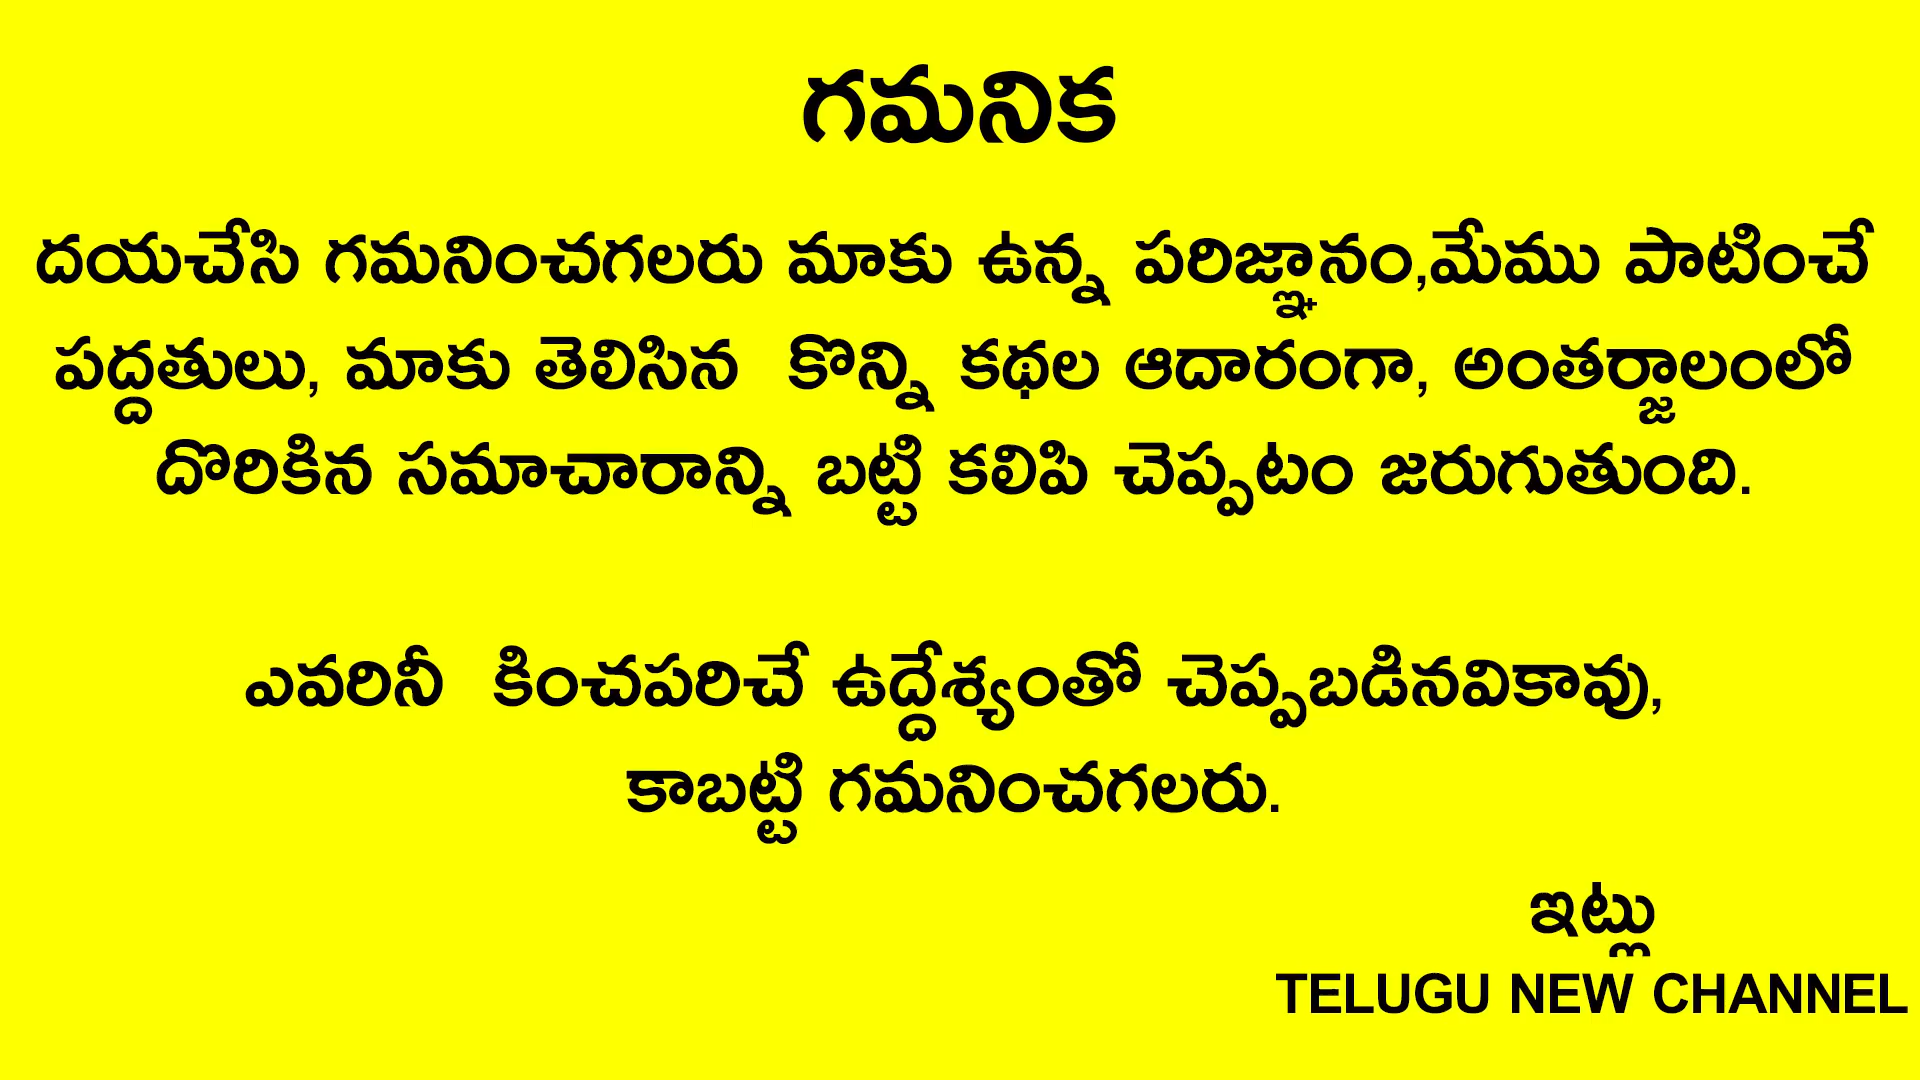 గమనిక
దయచేసి గమనించగలరు మాకు ఉన్న పరిజ్ఞానం,మేము పాటించే
పద్దతులు, మాకు తెలిసిన కొన్ని కథల ఆదారంగా, అంతర్జాలంలో
దొరికిన సమాచారాన్ని బట్టి కలిపి చెప్పటం జరుగుతుంది.
ఎవరినీ కించపరిచే ఉద్దేశ్యంతో చెప్పబడినవికావు,
కాబట్టి గమనించగలరు.
ఇట్లు
TELUGU NEW CHANNEL